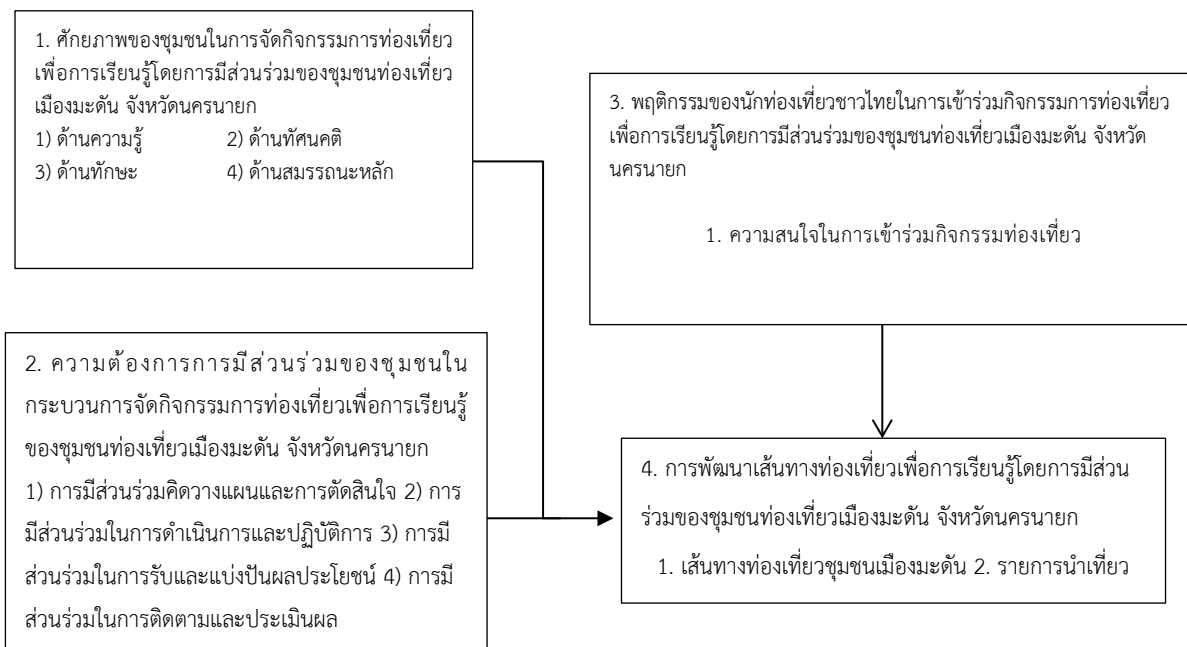 1. ศักยภาพของชุมชนในการจัดกิจกรรมการท่องเที่ยว
เพื่อการเรียนรู้โดยการมีส่วนร่วมของชุมชนท่องเที่ยว
เมืองมะดัน จังหวัดนครนายก
1) ด้านความรู้ 2) ด้านทัศนคติ
3) ด้านทักษะ 4) ด้านสมรรถนะหลัก
2. ความต้องการการมีส่วนร่วมของชุมชนใน
กระบวนการจัดกิจกรรมการท่องเที่ยวเพื่อการเรียนรู้
ของชุมชนท่องเที่ยวเมืองมะดัน จังหวัดนครนายก
1) การมีส่วนร่วมคิดวางแผนและการตัดสินใจ 2) การ
มีส่วนร่วมในการดำเนินการและปฏิบัติการ 3) การมี
ส่วนร่วมในการรับและแบ่งปันผลประโยชน์ 4) การมี
ส่วนร่วมในการติดตามและประเมินผล
3. พฤติกรรมของนักท่องเที่ยวชาวไทยในการเข้าร่วมกิจกรรมการท่องเที่ยว
เพื่อการเรียนรู้โดยการมีส่วนร่วมของชุมชนท่องเที่ยวเมืองมะดัน จังหวัด
นครนายก
1. ความสนใจในการเข้าร่วมกิจกรรมท่องเที่ยว
4. การพัฒนาเส้นทางท่องเที่ยวเพื่อการเรียนรู้โดยการมีส่วน
ร่วมของชุมชนท่องเที่ยวเมืองมะดัน จังหวัดนครนายก
1. เส้นทางท่องเที่ยวชุมชนเมืองมะดัน 2. รายการนำเที่ยว